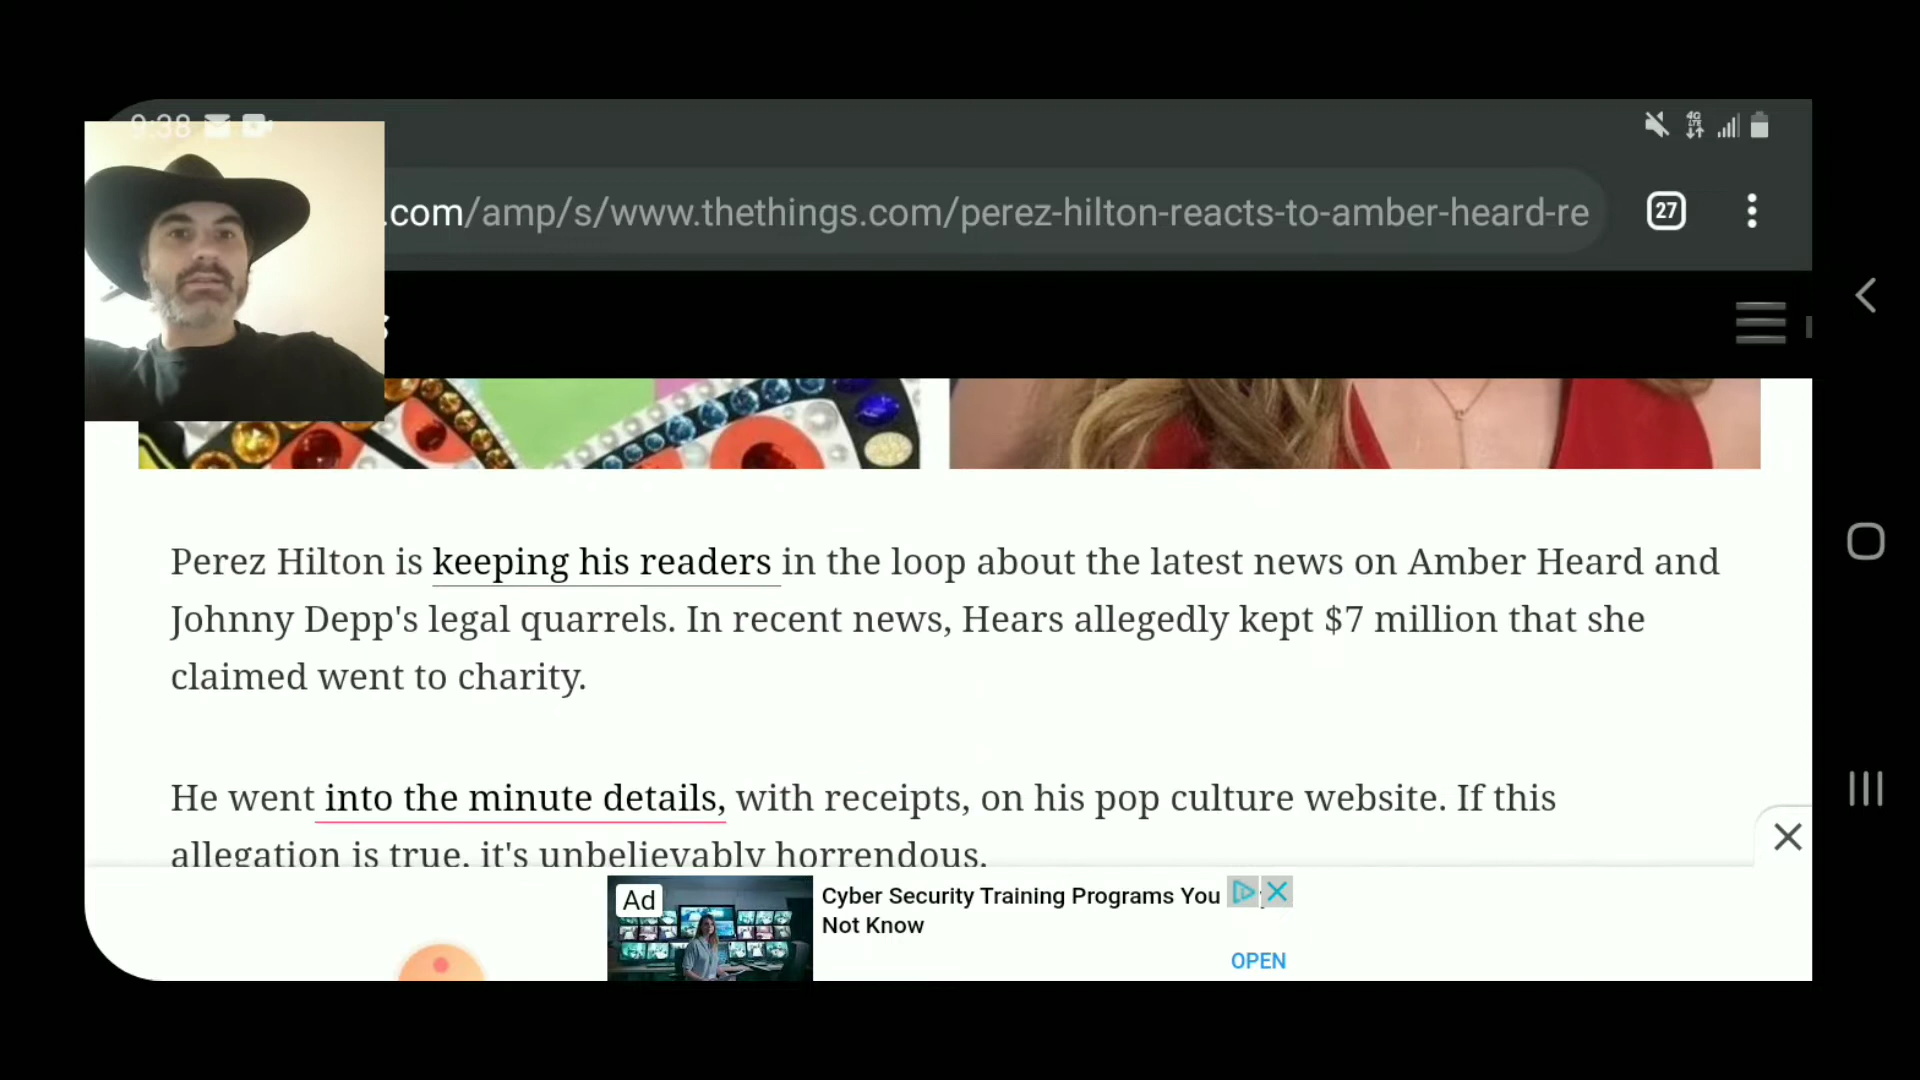 9:38
.com/amp/s/www.thethings.com/perez-hilton-reacts-to-amber-heard-re
27
s
Perez Hilton is keeping his readers in the loop about the latest news on Amber Heard and
Johnny Depp's legal quarrels. In recent news, Hears allegedly kept $7 million that she
claimed went to charity.
He went into the minute details, with receipts, on his pop culture website. If this
allegation is true, it's unbelievably horrendous.
Ad
Cyber Security Training Programs You
Not Know
OPEN